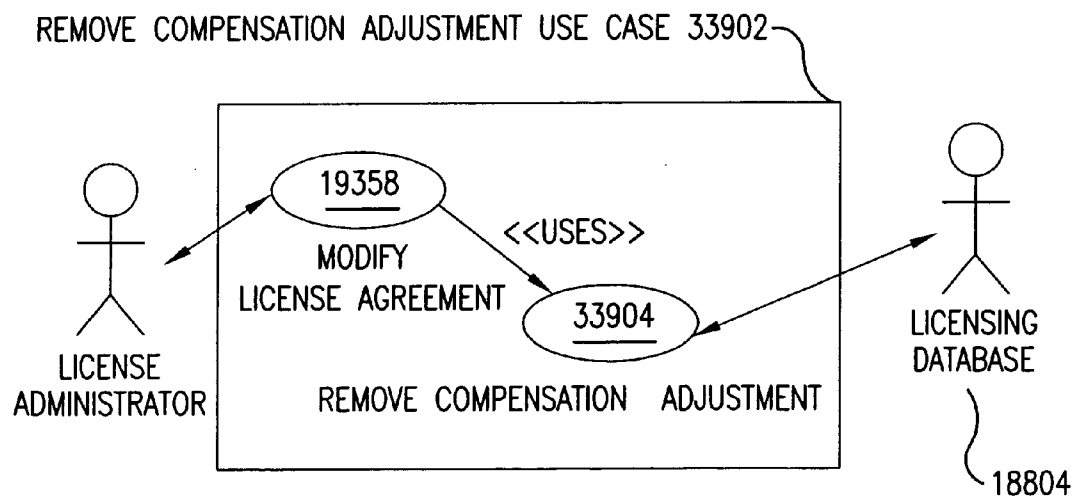 REMOVE COMPENSATION ADJUSTMENT USE CASE 33902
19358
<<USES>>
MODIFY
LICENSE AGREEMENT
33904
LICENSING
DATABASE
LICENSE
ADMINISTRATOR
REMOVE COMPENSATION ADJUSTMENT
18804